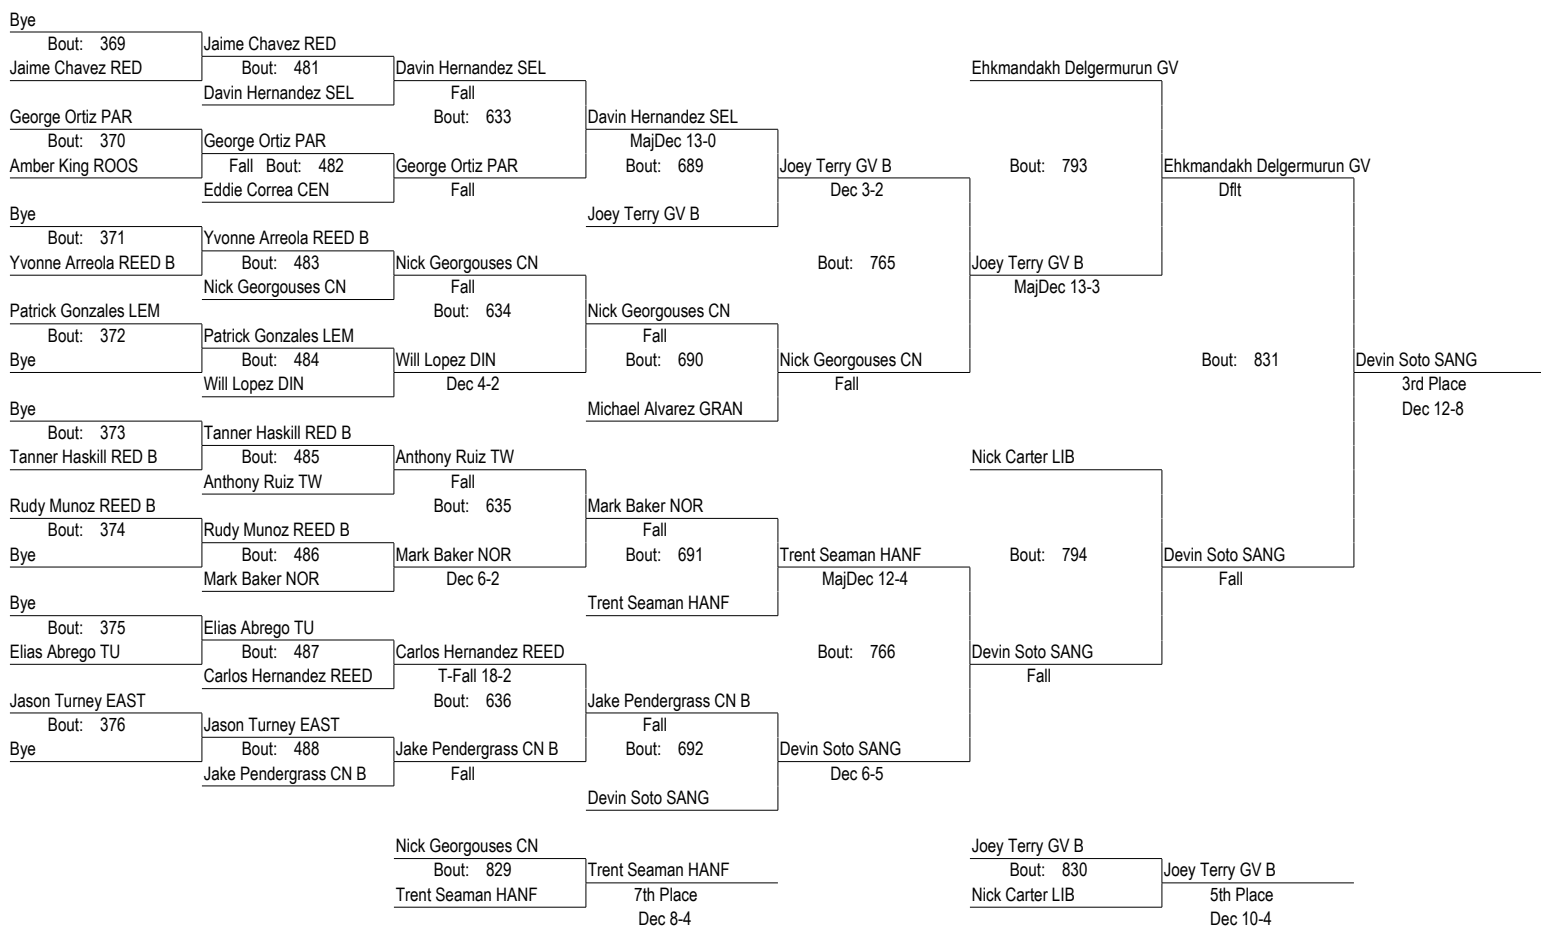 Bye
Bout: 369
Jaime Chavez RED
Jaime Chavez RED
Bout: 481
Davin Hernandez SEL
Davin Hernandez SEL
Fall
Bout: 633
Ehkmandakh Delgermurun GV
George Ortiz PAR
Bout: 370
Amber King ROOS
George Ortiz PAR
Fall Bout: 482
Eddie Correa CEN
George Ortiz PAR
Fall
Davin Hernandez SEL
MajDec 13-0
Bout: 689
Joey Terry GV B
Joey Terry GV B
Dec 3-2
Bout: 793
Ehkmandakh Delgermurun GV
Dflt
Bye
Bout: 371
Yvonne Arreola REED B
Yvonne Arreola REED B
Bout: 483
Nick Georgouses CN
Nick Georgouses CN
Fall
Bout: 634
Bout: 765
Joey Terry GV B
MajDec 13-3
Patrick Gonzales LEM
Bout: 372
Bye
Patrick Gonzales LEM
Bout: 484
Will Lopez DIN
Will Lopez DIN
Dec 4-2
Nick Georgouses CN
Fall
Bout: 690
Michael Alvarez GRAN
Nick Georgouses CN
Fall
Bout: 831
Devin Soto SANG
3rd Place
Dec 12-8
Bye
Bout: 373
Tanner Haskill RED B
Tanner Haskill RED B
Bout: 485
Anthony Ruiz TW
Anthony Ruiz TW
Fall
Bout: 635
Nick Carter LIB
Rudy Munoz REED B
Bout: 374
Bye
Rudy Munoz REED B
Bout: 486
Mark Baker NOR
Mark Baker NOR
Dec 6-2
Mark Baker NOR
Fall
Bout: 691
Trent Seaman HANF
Trent Seaman HANF
MajDec 12-4
Bout: 794
Devin Soto SANG
Fall
Bye
Bout: 375
Elias Abrego TU
Elias Abrego TU
Bout: 487
Carlos Hernandez REED
Carlos Hernandez REED
T-Fall 18-2
Bout: 636
Bout: 766
Devin Soto SANG
Fall
Jason Turney EAST
Bout: 376
Bye
Jason Turney EAST
Bout: 488
Jake Pendergrass CN B
Jake Pendergrass CN B
Fall
Jake Pendergrass CN B
Fall
Bout: 692
Devin Soto SANG
Devin Soto SANG
Dec 6-5
Nick Georgouses CN
Bout: 829
Trent Seaman HANF
Trent Seaman HANF
7th Place
Dec 8-4
Joey Terry GV B
Bout: 830
Nick Carter LIB
Joey Terry GV B
5th Place
Dec 10-4